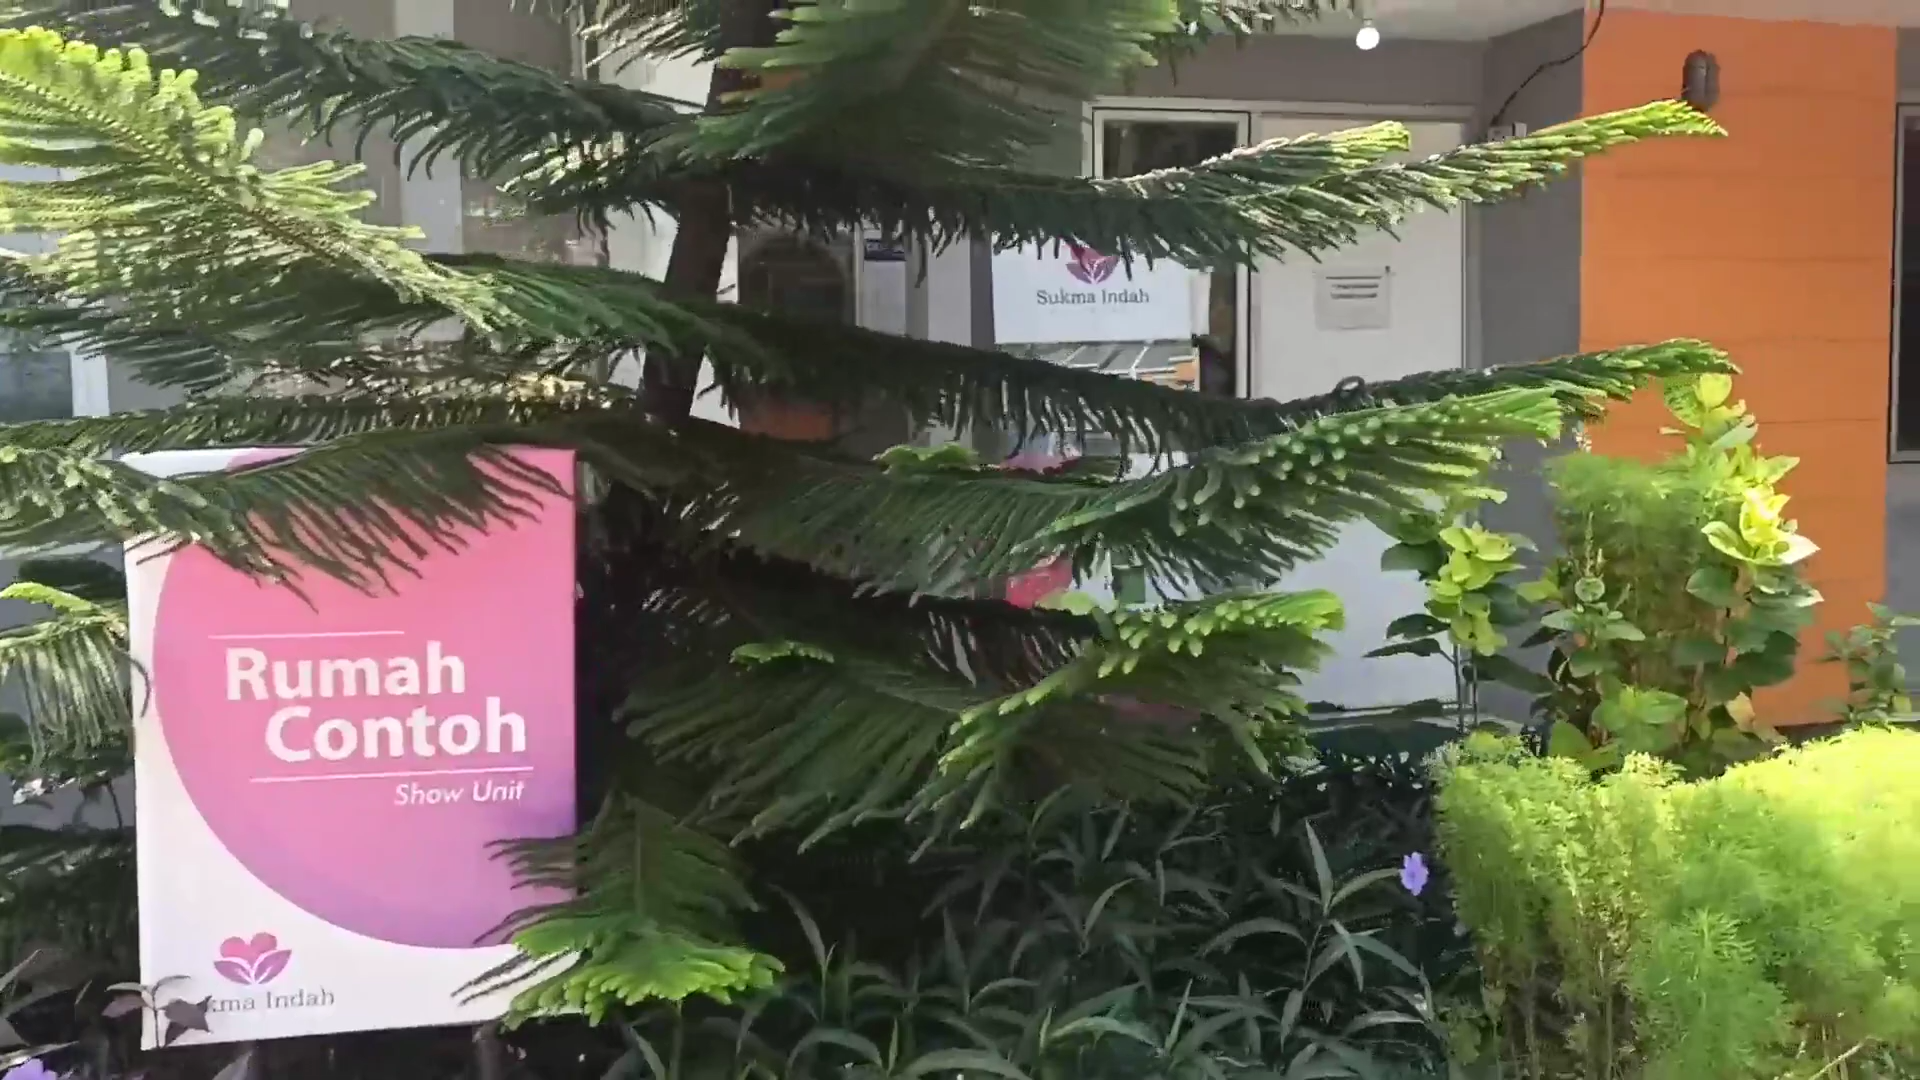 Sukma Indah
Rumah
Contoh
Show Unit
kma Indah